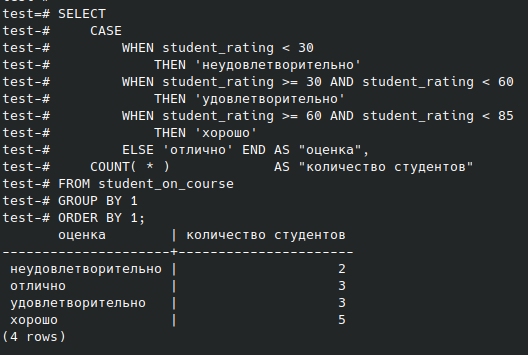 test=# SELECT
test-#     CASE
test-#         WHEN student_rating < 30
test-#             THEN 'неудовлетворительно'
test-#         WHEN student_rating >= 30 AND student_rating < 60
test-#             THEN 'удовлетворительно'
test-#         WHEN student_rating >= 60 AND student_rating < 85
test-#             THEN 'хорошо'
test-#         ELSE 'отлично' END AS "оценка",
test-#     COUNT( * )             AS "количество студентов"
test-# FROM student_on_course
test-# GROUP BY 1
test-# ORDER BY 1;
       оценка        | количество студентов
---------------------+----------------------
 неудовлетворительно |                    2
 отлично             |                    3
 удовлетворительно   |                    3
 хорошо              |                    5
(4 rows)